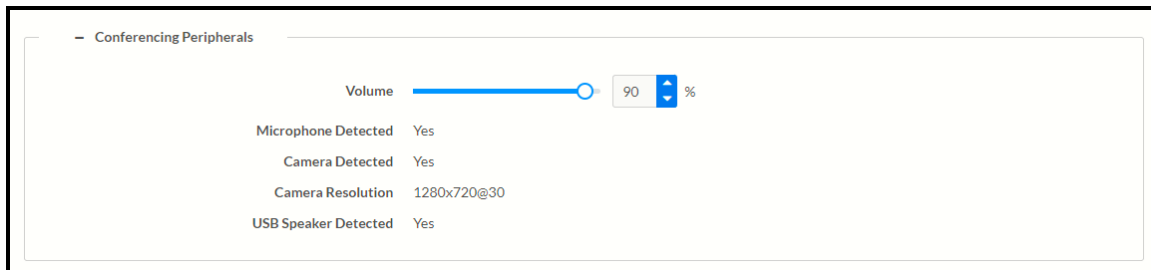 – Conferencing Peripherals
Volume 90 %
Microphone Detected Yes
Camera Detected Yes
Camera Resolution 1280x720@30
USB Speaker Detected Yes